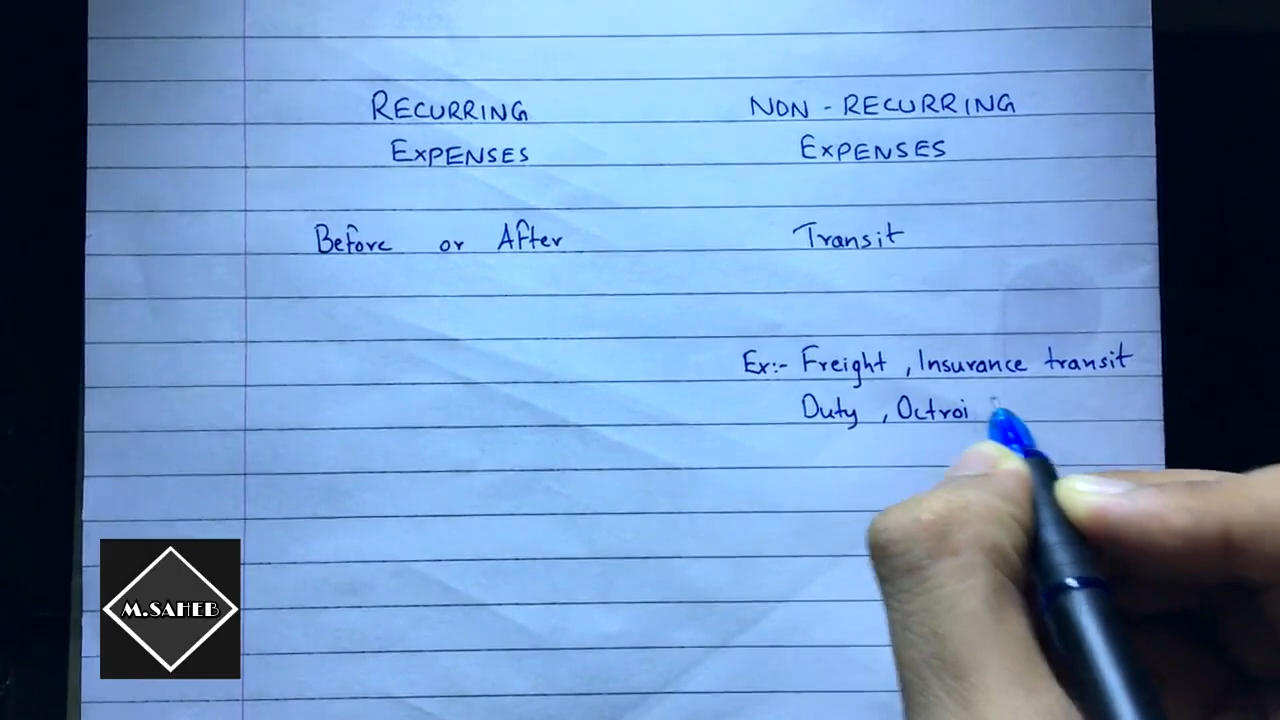 RECURRING
EXPENSES
NON-RECURRING
EXPENSES
Before or After
Transit
Ex:- Freight, Insurance transit
Duty, Octroi
M.SAHEB